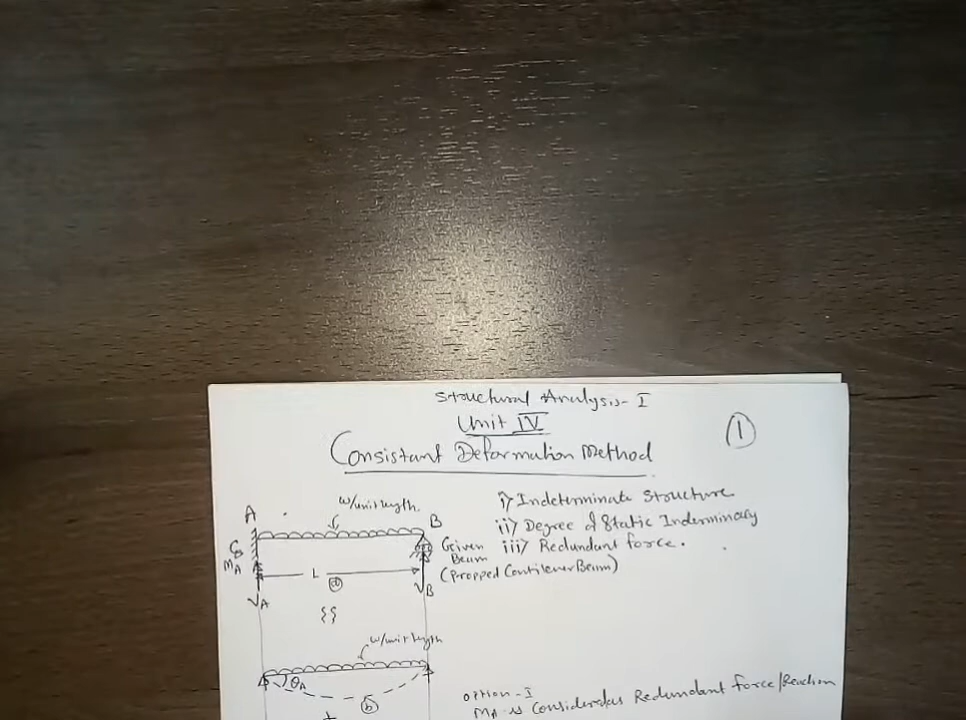 Structural Analysis-I
Unit IV
①
Consistant Deformation Method
w/unit length.
i) Indeterminate Structure
A
B
ii) Degree of Static Inderminacy
Given Beam
iii) Redundant force.
(Propped Cantilever Beam)
MA
L
ⓐ
VA
VB
w/unit length
θA
ⓑ
option-I
MA is Considered as Redundant force/Reaction
+